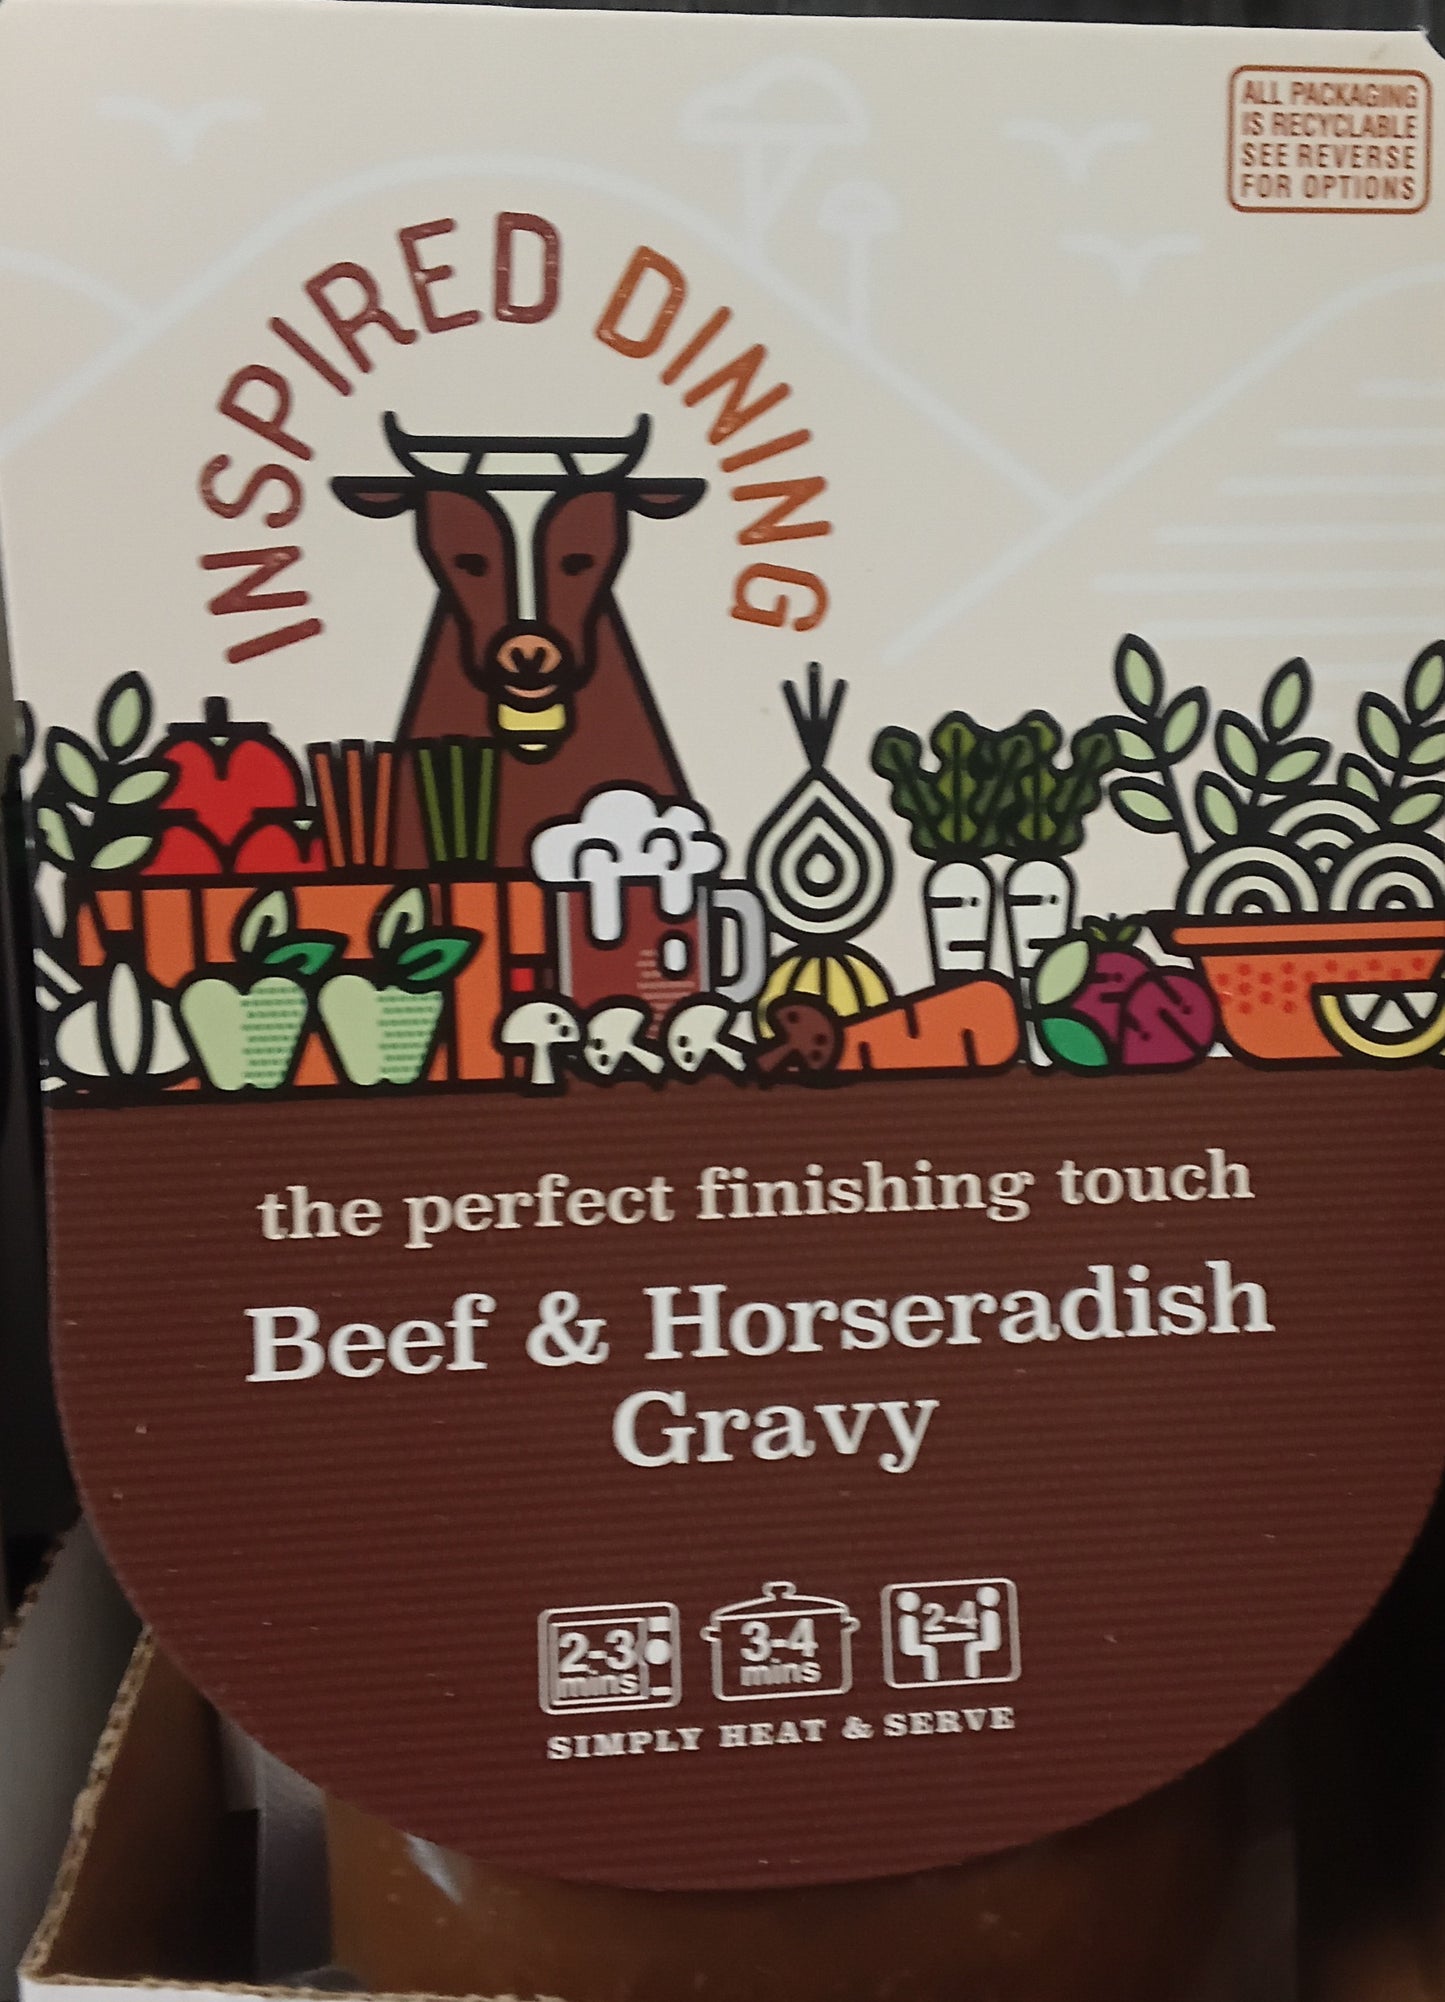 ALL PACKAGING
IS RECYCLABLE
SEE REVERSE
FOR OPTIONS
INSPIRED DINING
the perfect finishing touch
Beef & Horseradish
Gravy
2-3
mins
3-4
mins
2-4
SIMPLY HEAT & SERVE